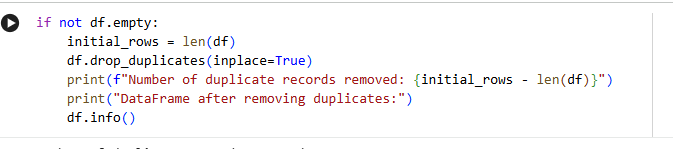 if not df.empty:
    initial_rows = len(df)
    df.drop_duplicates(inplace=True)
    print(f"Number of duplicate records removed: {initial_rows - len(df)}")
    print("DataFrame after removing duplicates:")
    df.info()